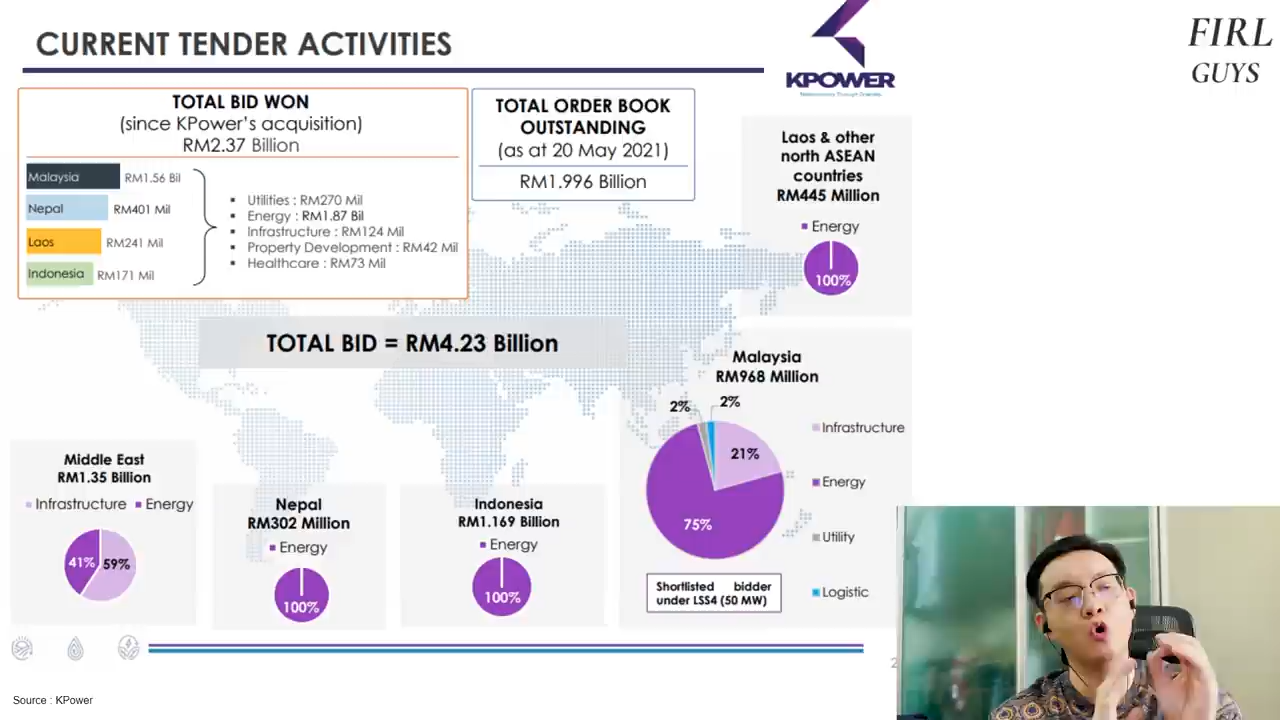 CURRENT TENDER ACTIVITIES
KPOWER
FIRL
GUYS
TOTAL BID WON
(since KPower's acquisition)
RM2.37 Billion
Malaysia RM1.56 Bil
Nepal RM401 Mil
Laos RM241 Mil
Indonesia RM171 Mil
▪ Utilities : RM270 Mil
▪ Energy : RM1.87 Bil
▪ Infrastructure : RM124 Mil
▪ Property Development : RM42 Mil
▪ Healthcare : RM73 Mil
TOTAL ORDER BOOK
OUTSTANDING
(as at 20 May 2021)
RM1.996 Billion
Laos & other
north ASEAN
countries
RM445 Million
Energy
100%
TOTAL BID = RM4.23 Billion
Malaysia
RM968 Million
2%
2%
21%
75%
Infrastructure
Energy
Utility
Logistic
Shortlisted bidder
under LSS4 (50 MW)
Middle East
RM1.35 Billion
Infrastructure Energy
41% 59%
Nepal
RM302 Million
Energy
100%
Indonesia
RM1.169 Billion
Energy
100%
Source : KPower